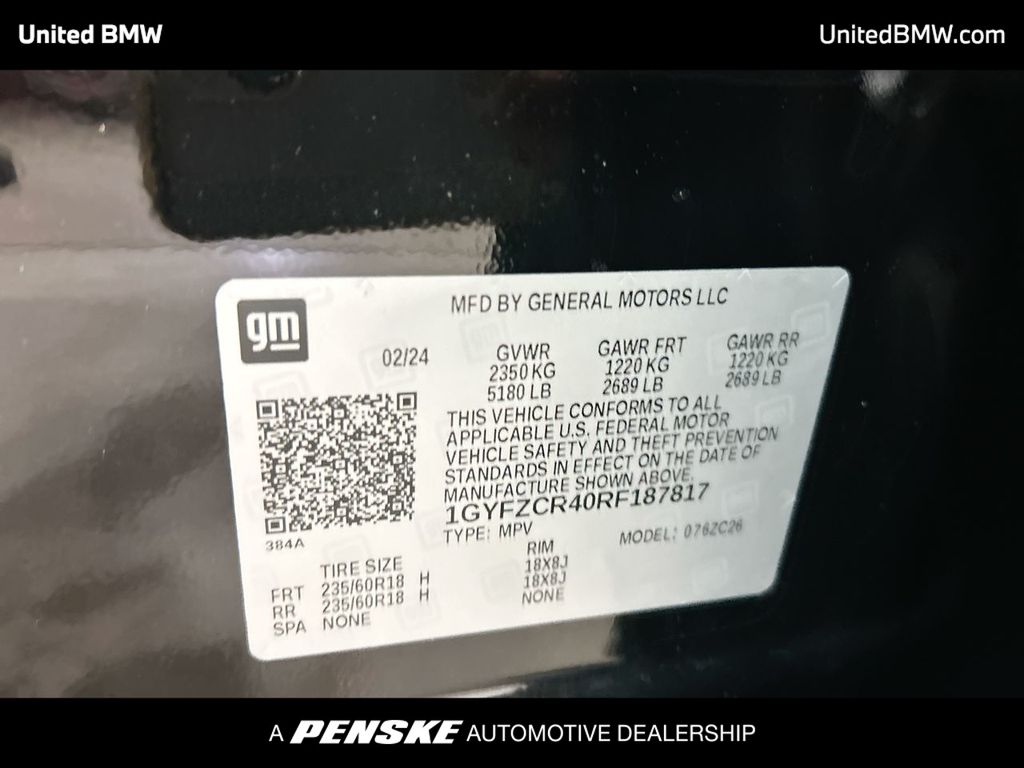 United BMW
UnitedBMW.com
gm
MFD BY GENERAL MOTORS LLC
02/24
GVWR
2350 KG
5180 LB
GAWR FRT
1220 KG
2689 LB
GAWR RR
1220 KG
2689 LB
THIS VEHICLE CONFORMS TO ALL
APPLICABLE U.S. FEDERAL MOTOR
VEHICLE SAFETY AND THEFT PREVENTION
STANDARDS IN EFFECT ON THE DATE OF
MANUFACTURE SHOWN ABOVE.
1GYFZCR40RF187817
TYPE: MPV
MODEL: 076ZC26
384A
TIRE SIZE
RIM
FRT 235/60R18 H 18X8J
RR 235/60R18 H 18X8J
SPA NONE NONE
A PENSKE AUTOMOTIVE DEALERSHIP